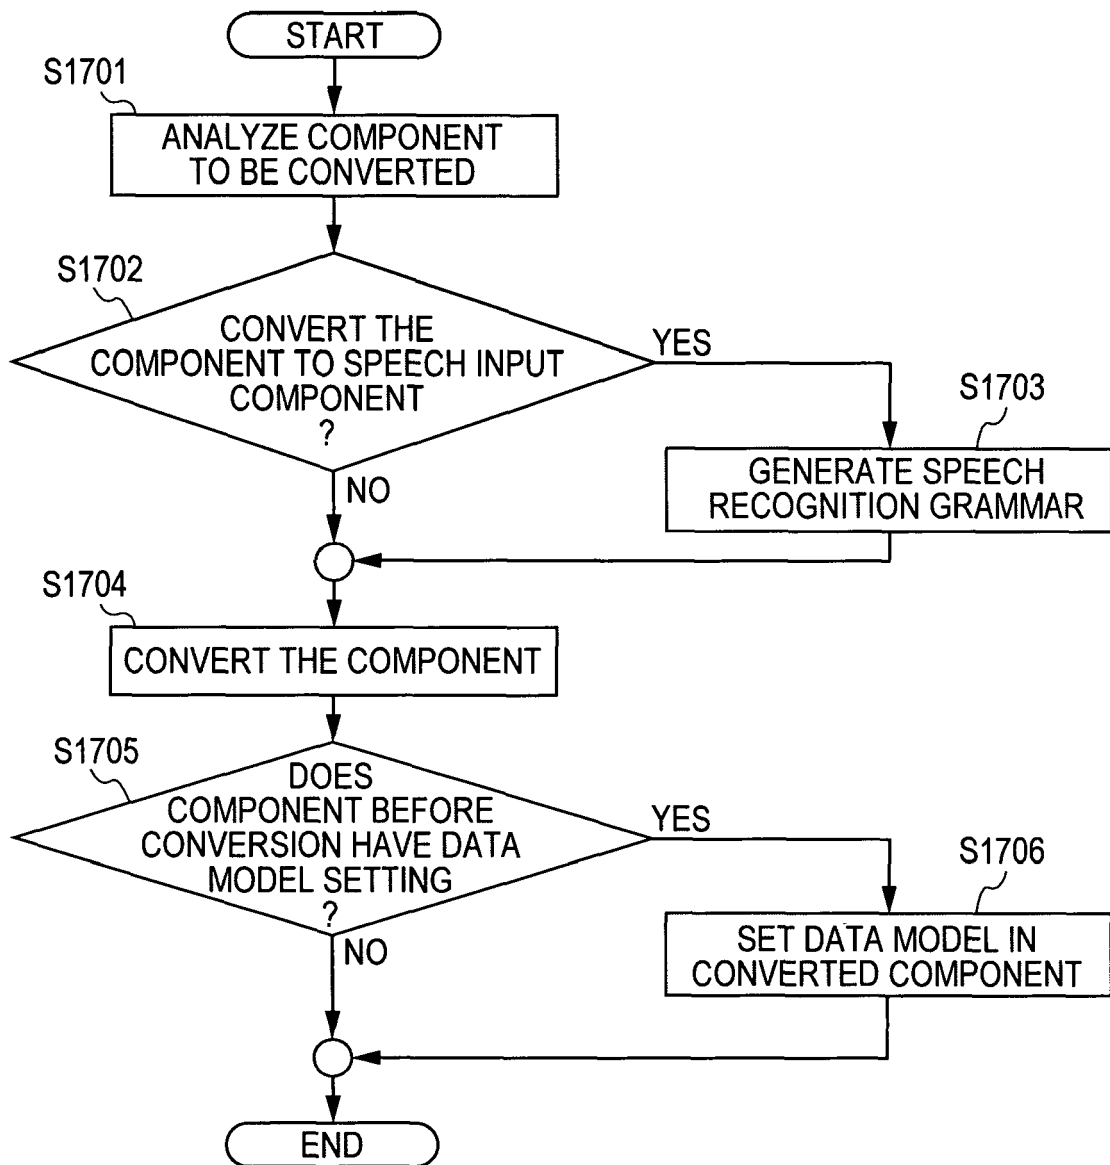 START
S1701
ANALYZE COMPONENT
TO BE CONVERTED
S1702
CONVERT THE
COMPONENT TO SPEECH INPUT
COMPONENT
?
YES
NO
S1703
GENERATE SPEECH
RECOGNITION GRAMMAR
S1704
CONVERT THE COMPONENT
S1705
DOES
COMPONENT BEFORE
CONVERSION HAVE DATA
MODEL SETTING
?
YES
NO
S1706
SET DATA MODEL IN
CONVERTED COMPONENT
END